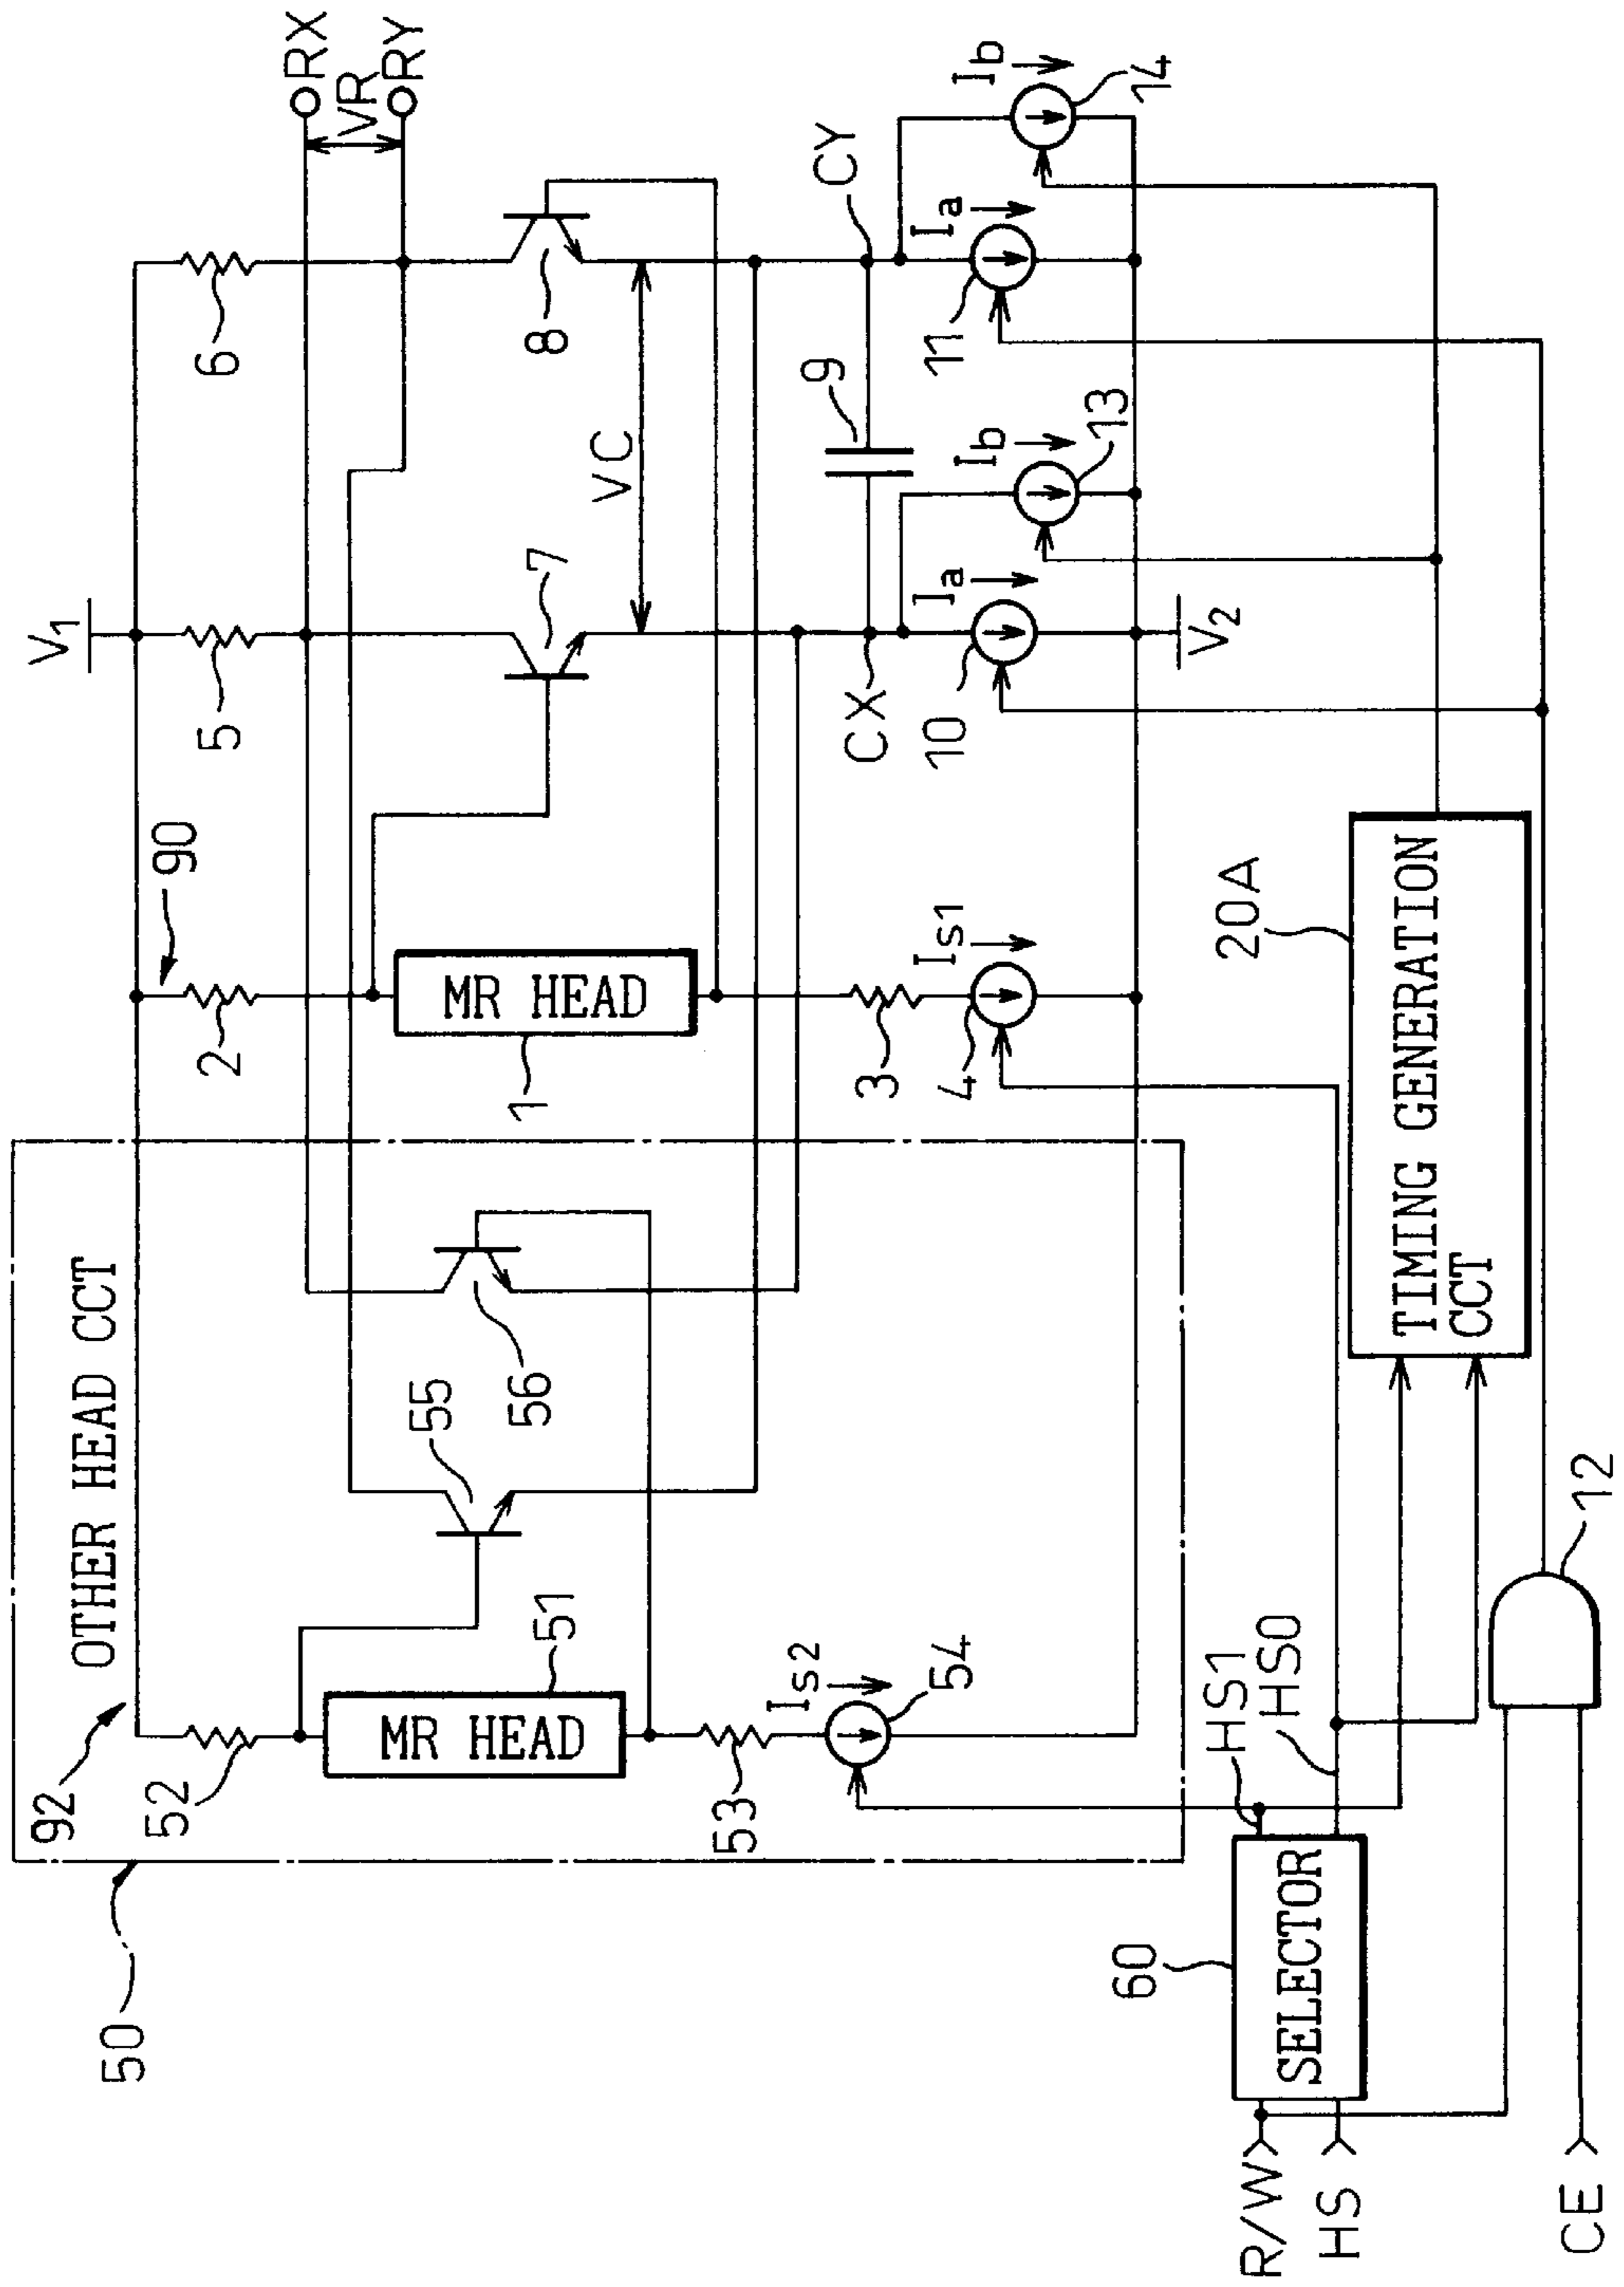 RX
VR
RY
V1
6
5
8
7
VC
CY
CX
9
Ib
14
Ia
11
Ib
13
Ia
10
V2
90
2
MR HEAD
1
3
Is1
4
OTHER HEAD CCT
92
50
52
MR HEAD
51
53
Is2
54
55
56
20A
TIMING GENERATION
CCT
HS1
HS0
60
SELECTOR
R/W
HS
CE
12